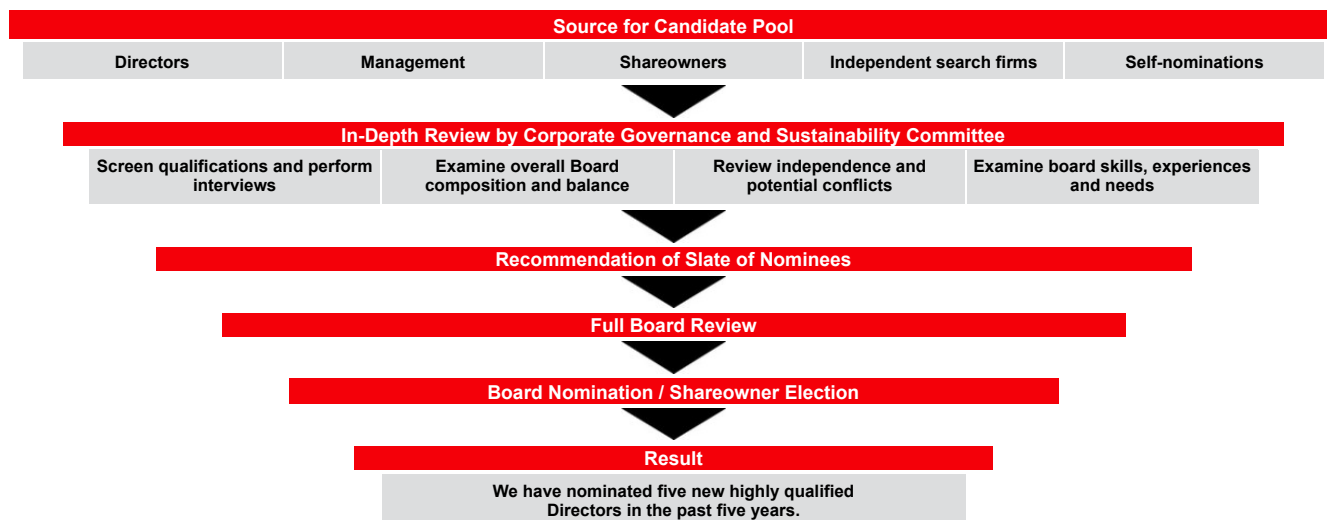 Source for Candidate Pool
Directors
Management
Shareowners
Independent search firms
Self-nominations
In-Depth Review by Corporate Governance and Sustainability Committee
Screen qualifications and perform
interviews
Examine overall Board
composition and balance
Review independence and
potential conflicts
Examine board skills, experiences
and needs
Recommendation of Slate of Nominees
Full Board Review
Board Nomination / Shareowner Election
Result
We have nominated five new highly qualified
Directors in the past five years.